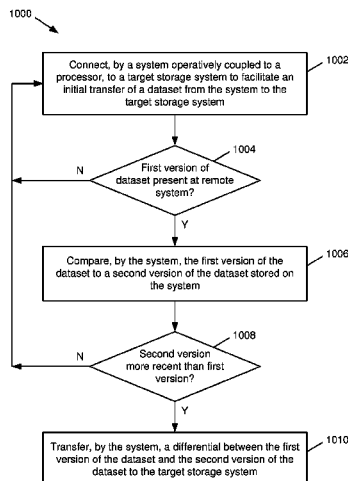 1000
Connect, by a system operatively coupled to a
processor, to a target storage system to facilitate an
initial transfer of a dataset from the system to the
target storage system
1002
1004
First version of
dataset present at remote
system?
N
Y
Compare, by the system, the first version of the
dataset to a second version of the dataset stored on
the system
1006
1008
Second version
more recent than first
version?
N
Y
Transfer, by the system, a differential between the first
version of the dataset and the second version of the
dataset to the target storage system
1010